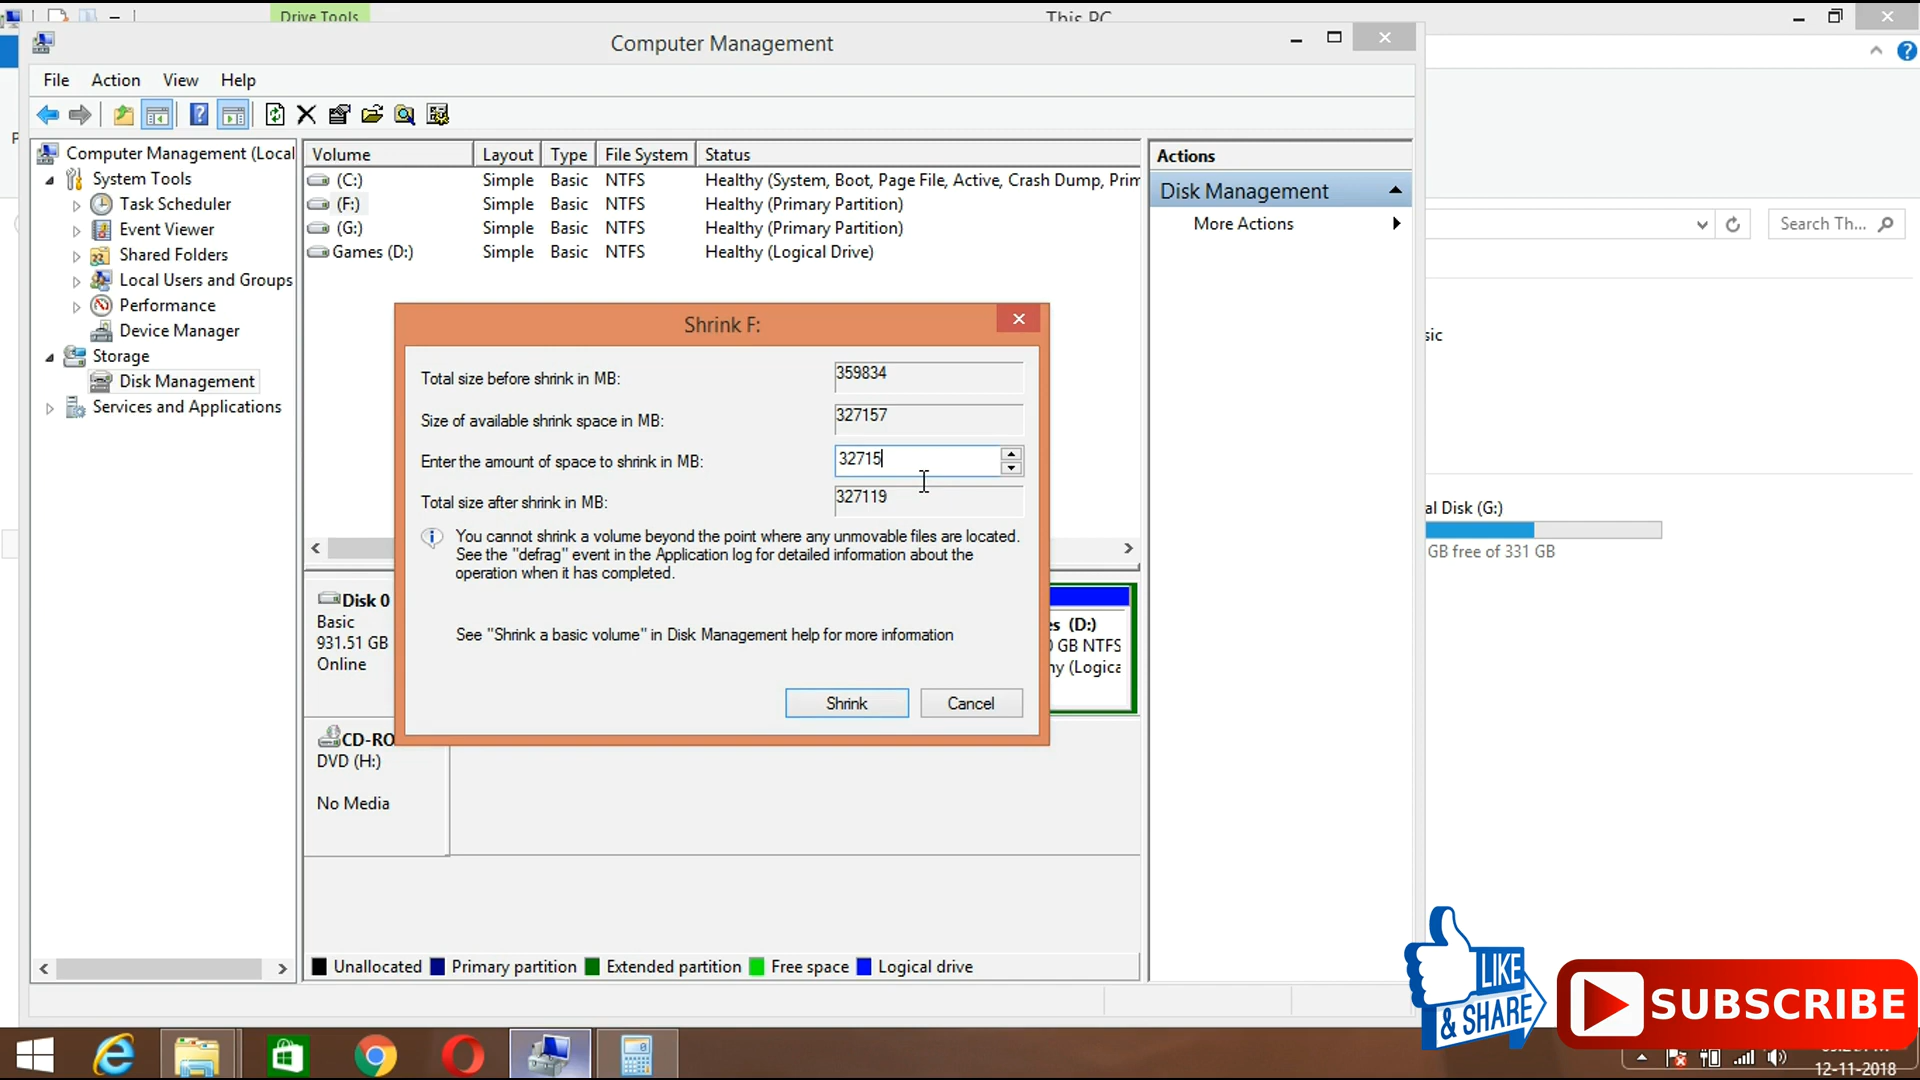 Drive Tools
This PC
Computer Management
File Action View Help
Computer Management (Local
System Tools
Task Scheduler
Event Viewer
Shared Folders
Local Users and Groups
Performance
Device Manager
Storage
Disk Management
Services and Applications
Volume Layout Type File System Status
(C:) Simple Basic NTFS Healthy (System, Boot, Page File, Active, Crash Dump, Prim
(F:) Simple Basic NTFS Healthy (Primary Partition)
(G:) Simple Basic NTFS Healthy (Primary Partition)
Games (D:) Simple Basic NTFS Healthy (Logical Drive)
Actions
Disk Management
More Actions
Search Th...
sic
al Disk (G:)
GB free of 331 GB
Shrink F:
Total size before shrink in MB: 359834
Size of available shrink space in MB: 327157
Enter the amount of space to shrink in MB: 32715
Total size after shrink in MB: 327119
You cannot shrink a volume beyond the point where any unmovable files are located.
See the "defrag" event in the Application log for detailed information about the
operation when it has completed.
See "Shrink a basic volume" in Disk Management help for more information
Shrink Cancel
Disk 0
Basic
931.51 GB
Online
es (D:)
GB NTFS
hy (Logica
CD-RO
DVD (H:)
No Media
Unallocated Primary partition Extended partition Free space Logical drive
LIKE
& SHARE
SUBSCRIBE
12-11-2018